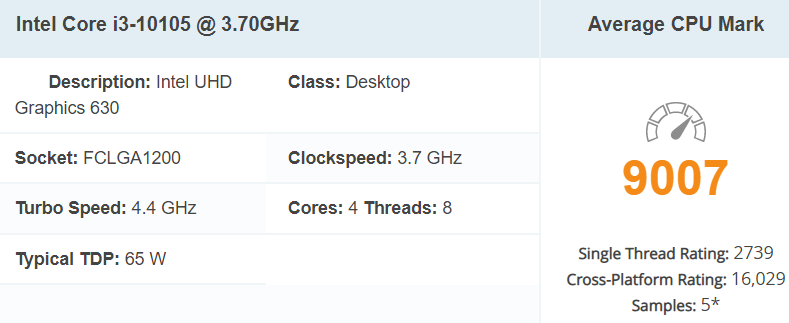 Intel Core i3-10105 @ 3.70GHz
Average CPU Mark
Description: Intel UHD
Graphics 630
Class: Desktop
Socket: FCLGA1200
Clockspeed: 3.7 GHz
Turbo Speed: 4.4 GHz
Cores: 4 Threads: 8
Typical TDP: 65 W
9007
Single Thread Rating: 2739
Cross-Platform Rating: 16,029
Samples: 5*